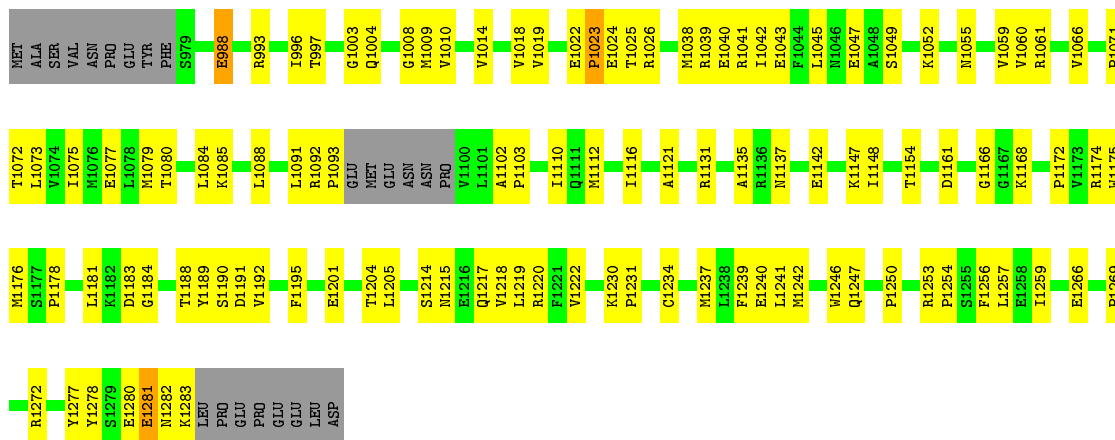 MET ALA SER VAL ASN PRO GLU TYR PHE S979 E988 R993 I996 T997 G1003 Q1004 G1008 M1009 V1010 V1014 V1018 V1019 E1022 P1023 E1024 T1025 R1026 M1038 R1039 E1040 R1041 I1042 E1043 F1044 L1045 N1046 E1047 A1048 S1049 K1052 N1055 V1059 V1060 R1061 V1066 P1071
T1072 L1073 V1074 I1075 M1076 E1077 L1078 M1079 T1080 L1084 K1085 L1088 L1091 R1092 P1093 GLU MET GLU ASN ASN PRO V1100 L1101 A1102 P1103 I1110 Q1111 M1112 I1116 A1121 R1131 A1135 R1136 N1137 E1142 K1147 I1148 T1154 D1161 G1166 G1167 K1168 P1172 V1173 R1174 W1175
M1176 S1177 P1178 L1181 K1182 D1183 G1184 T1188 Y1189 S1190 D1191 V1192 F1195 E1201 T1204 L1205 S1214 N1215 E1216 Q1217 V1218 L1219 R1220 F1221 V1222 K1230 P1231 C1234 M1237 L1238 F1239 E1240 L1241 M1242 W1246 Q1247 P1250 R1253 P1254 S1255 F1256 L1257 E1258 I1259 E1266
R1272 Y1277 Y1278 S1279 E1280 E1281 N1282 K1283 LEU PRO GLU PRO GLU GLU LEU ASP